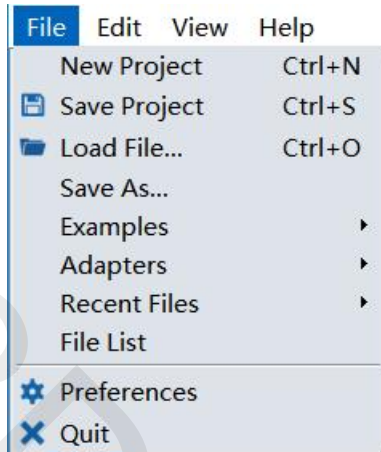 File Edit View Help
New Project Ctrl+N
Save Project Ctrl+S
Load File... Ctrl+O
Save As...
Examples
Adapters
Recent Files
File List
Preferences
Quit